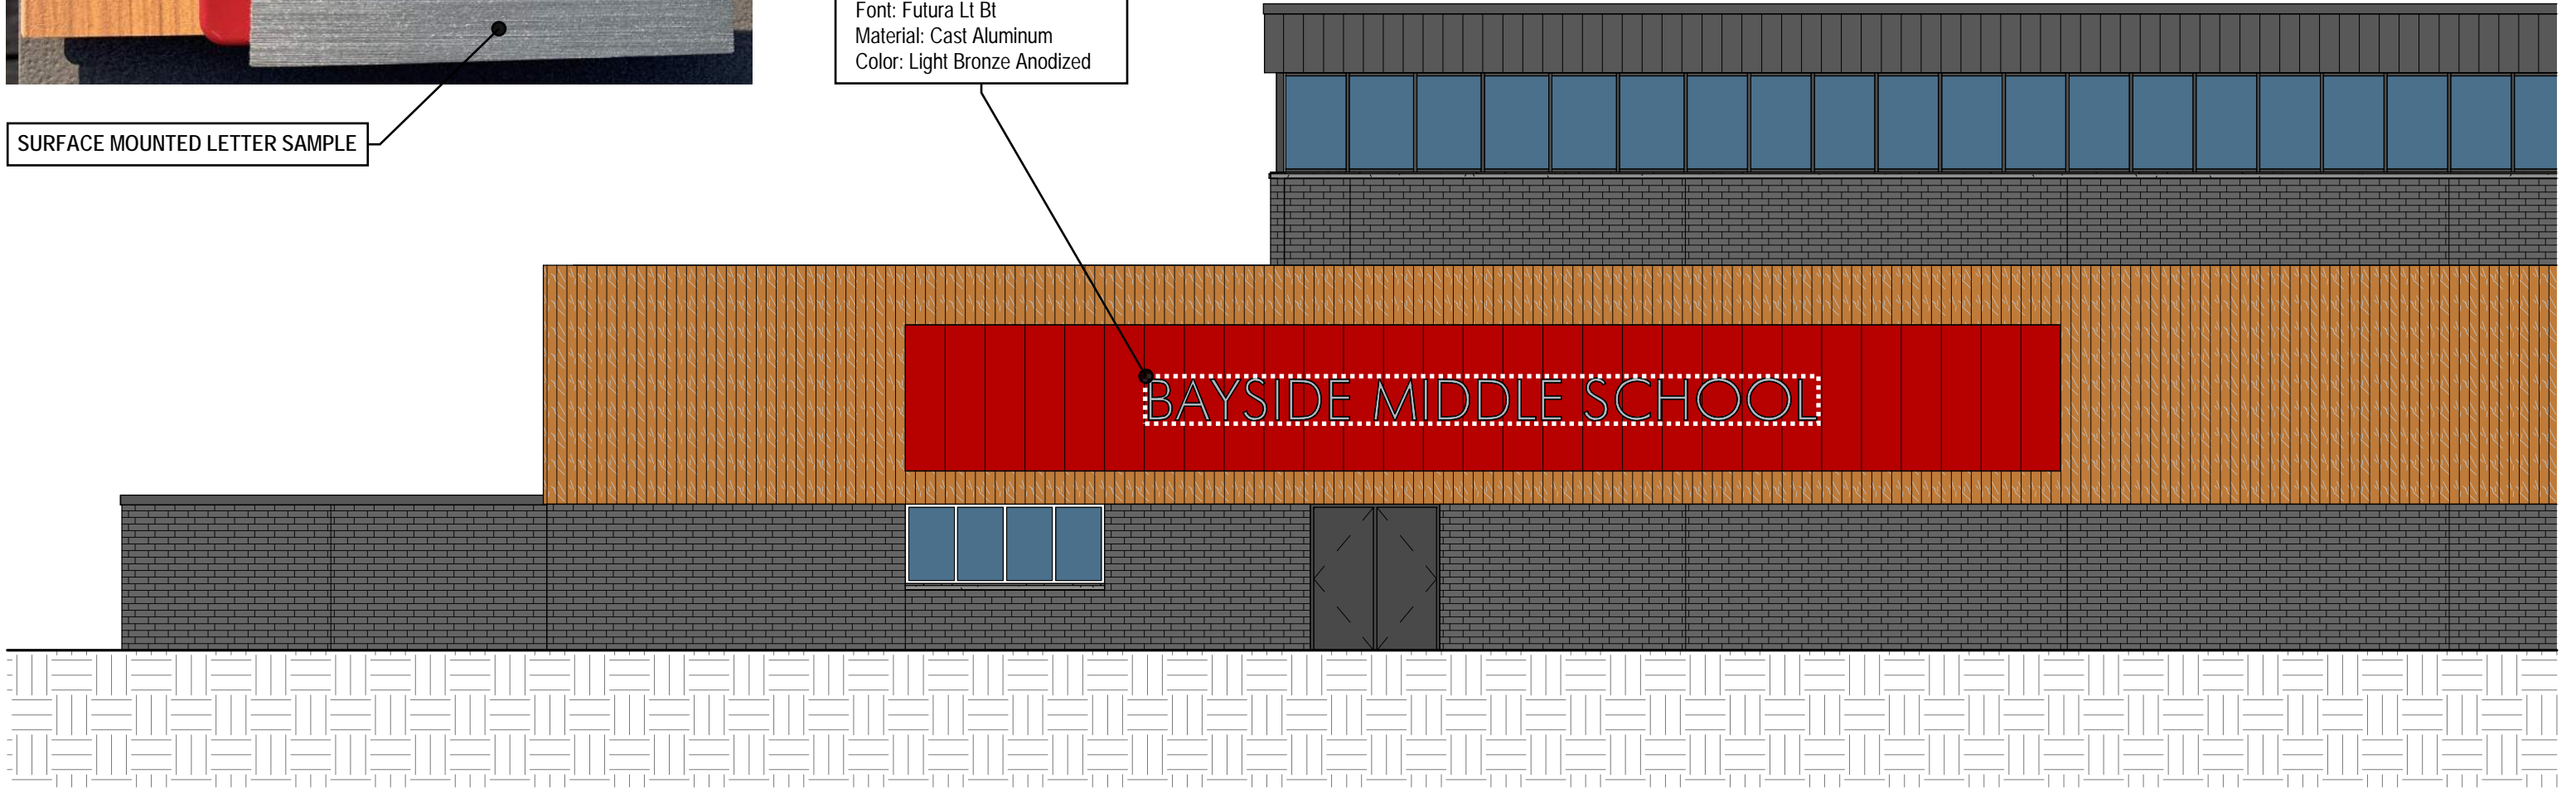 Font: Futura Lt Bt
Material: Cast Aluminum
Color: Light Bronze Anodized
SURFACE MOUNTED LETTER SAMPLE
BAYSIDE MIDDLE SCHOOL